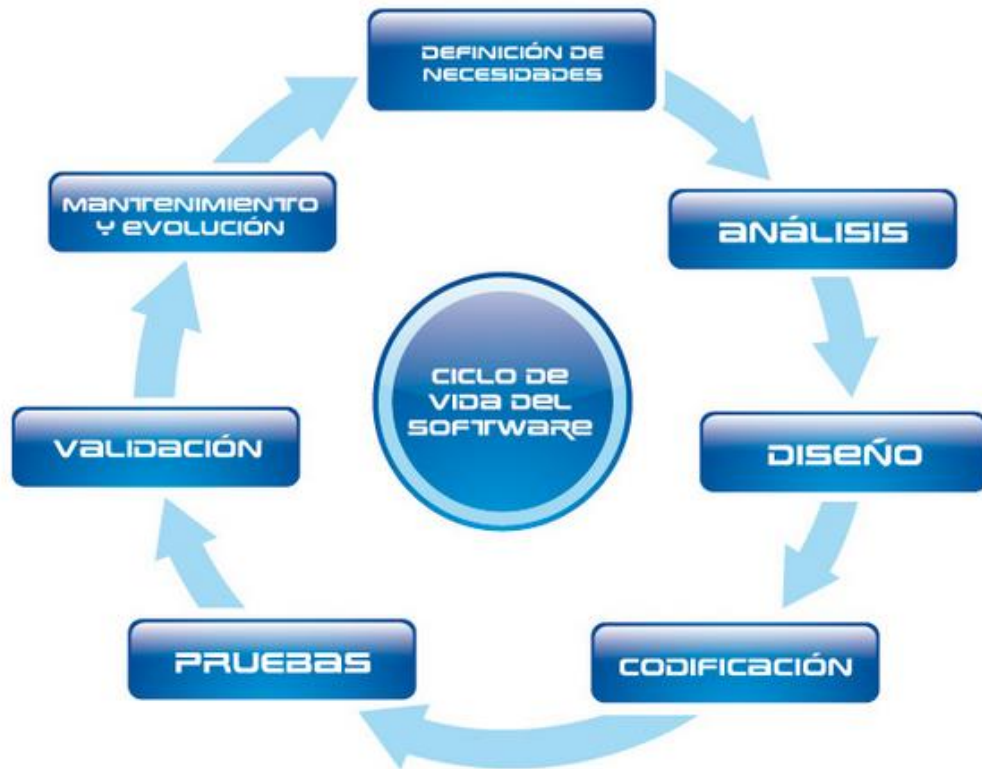 DEFINICIÓN DE
NECESIDADES
ANÁLISIS
DISEÑO
CODIFICACIÓN
PRUEBAS
VALIDACIÓN
MANTENIMIENTO
Y EVOLUCIÓN
CICLO DE
VIDA DEL
SOFTWARE